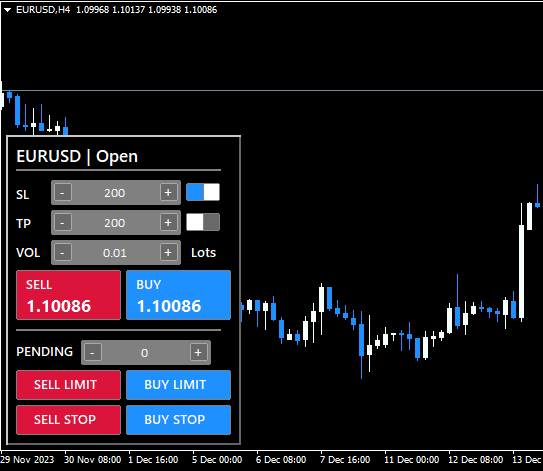 EURUSD,H4 1.09968 1.10137 1.09938 1.10086
EURUSD | Open
SL - 200 +
TP - 200 +
VOL - 0.01 + Lots
SELL BUY
1.10086 1.10086
PENDING - 0 +
SELL LIMIT BUY LIMIT
SELL STOP BUY STOP
29 Nov 2023 30 Nov 08:00 1 Dec 16:00 5 Dec 00:00 6 Dec 08:00 7 Dec 16:00 11 Dec 00:00 12 Dec 08:00 13 Dec